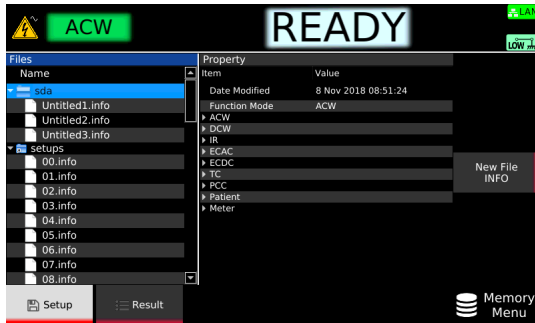 ACW
READY
LAN
LOW
Files
Name
sda
Untitled1.info
Untitled2.info
Untitled3.info
setups
00.info
01.info
02.info
03.info
04.info
05.info
06.info
07.info
08.info
Property
Item Value
Date Modified 8 Nov 2018 08:51:24
Function Mode ACW
ACW
DCW
IR
ECAC
ECDC
TC
PCC
Patient
Meter
New File
INFO
Setup
Result
Memory
Menu